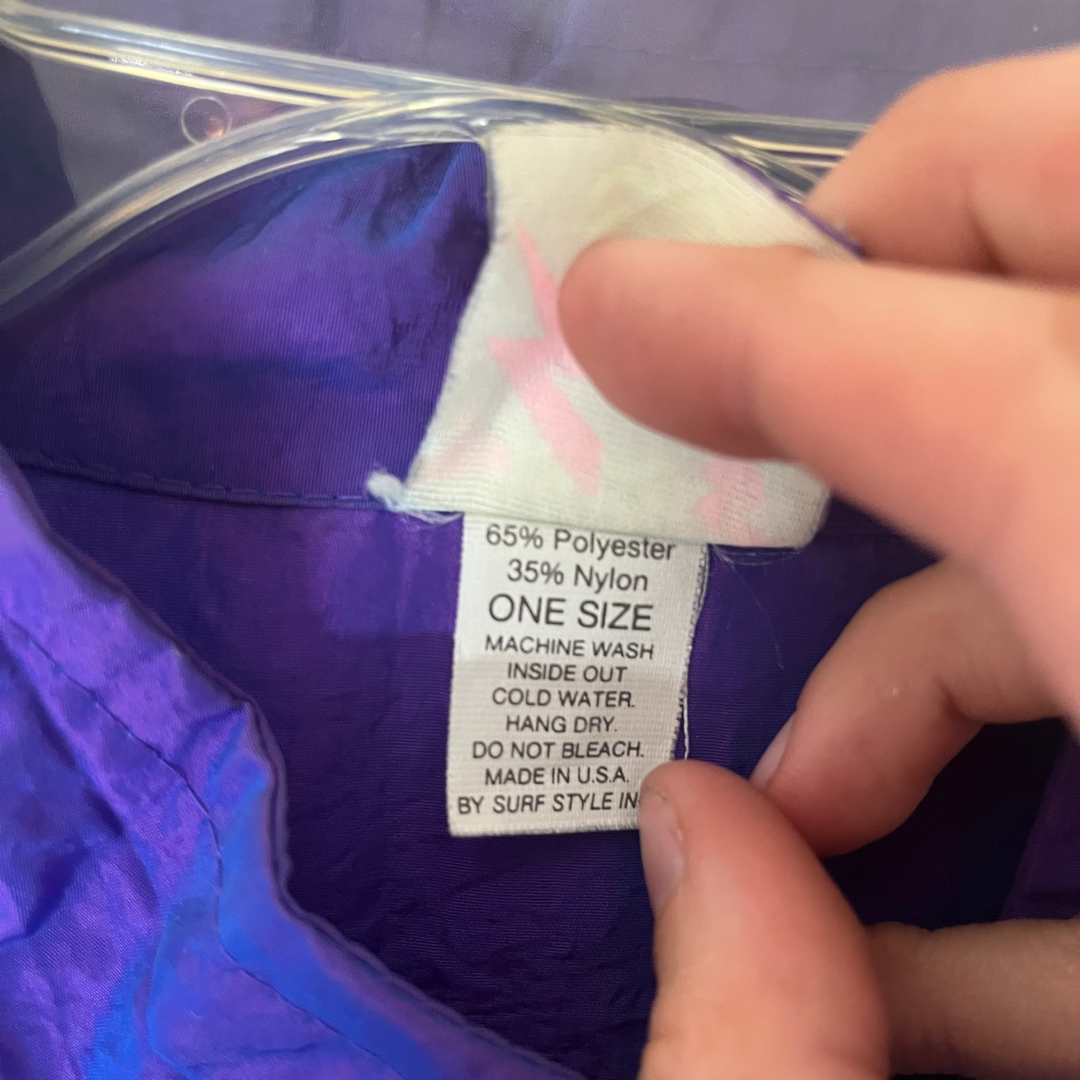 65% Polyester
35% Nylon
ONE SIZE
MACHINE WASH
INSIDE OUT
COLD WATER.
HANG DRY.
DO NOT BLEACH.
MADE IN U.S.A.
BY SURF STYLE IN